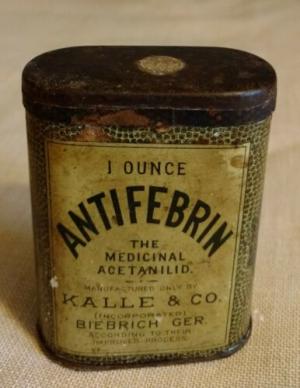 1 OUNCE
ANTIFEBRIN
THE
MEDICINAL
ACETANILID.
MANUFACTURED ONLY BY
KALLE & CO.
(INCORPORATED)
BIEBRICH GER.
ACCORDING TO THEIR
IMPROVED PROCESS